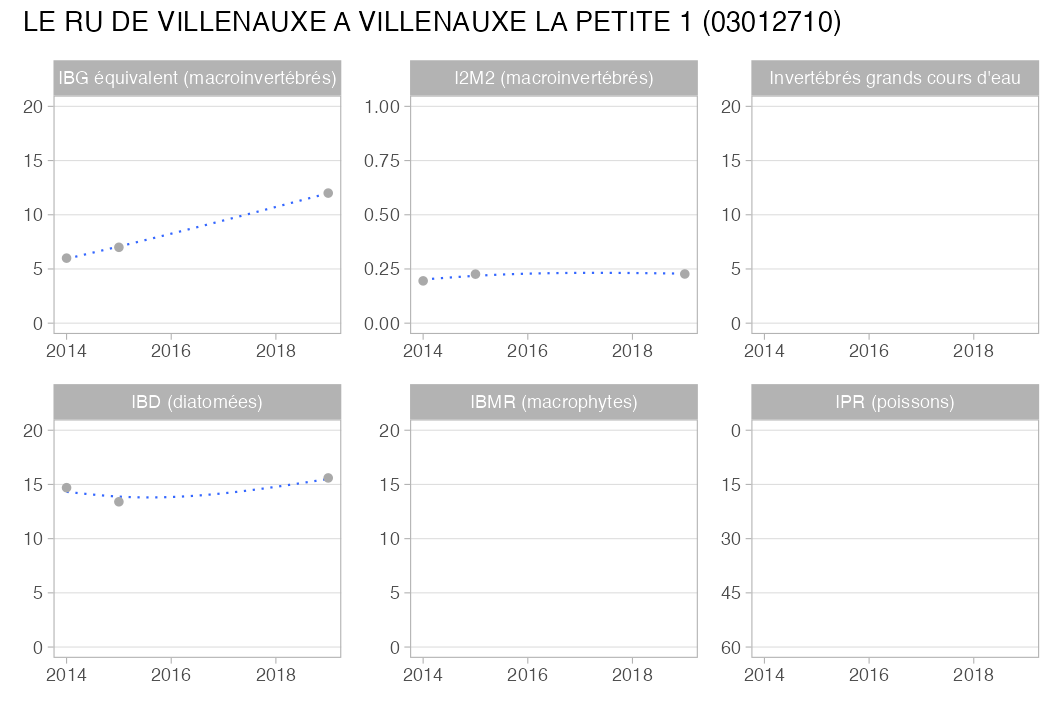 LE RU DE VILLENAUXE A VILLENAUXE LA PETITE 1 (03012710)
IBG équivalent (macroinvertébrés)
20
15
10
5
0
2014 2016 2018
I2M2 (macroinvertébrés)
1.00
0.75
0.50
0.25
0.00
2014 2016 2018
Invertébrés grands cours d'eau
20
15
10
5
0
2014 2016 2018
IBD (diatomées)
20
15
10
5
0
2014 2016 2018
IBMR (macrophytes)
20
15
10
5
0
2014 2016 2018
IPR (poissons)
0
15
30
45
60
2014 2016 2018